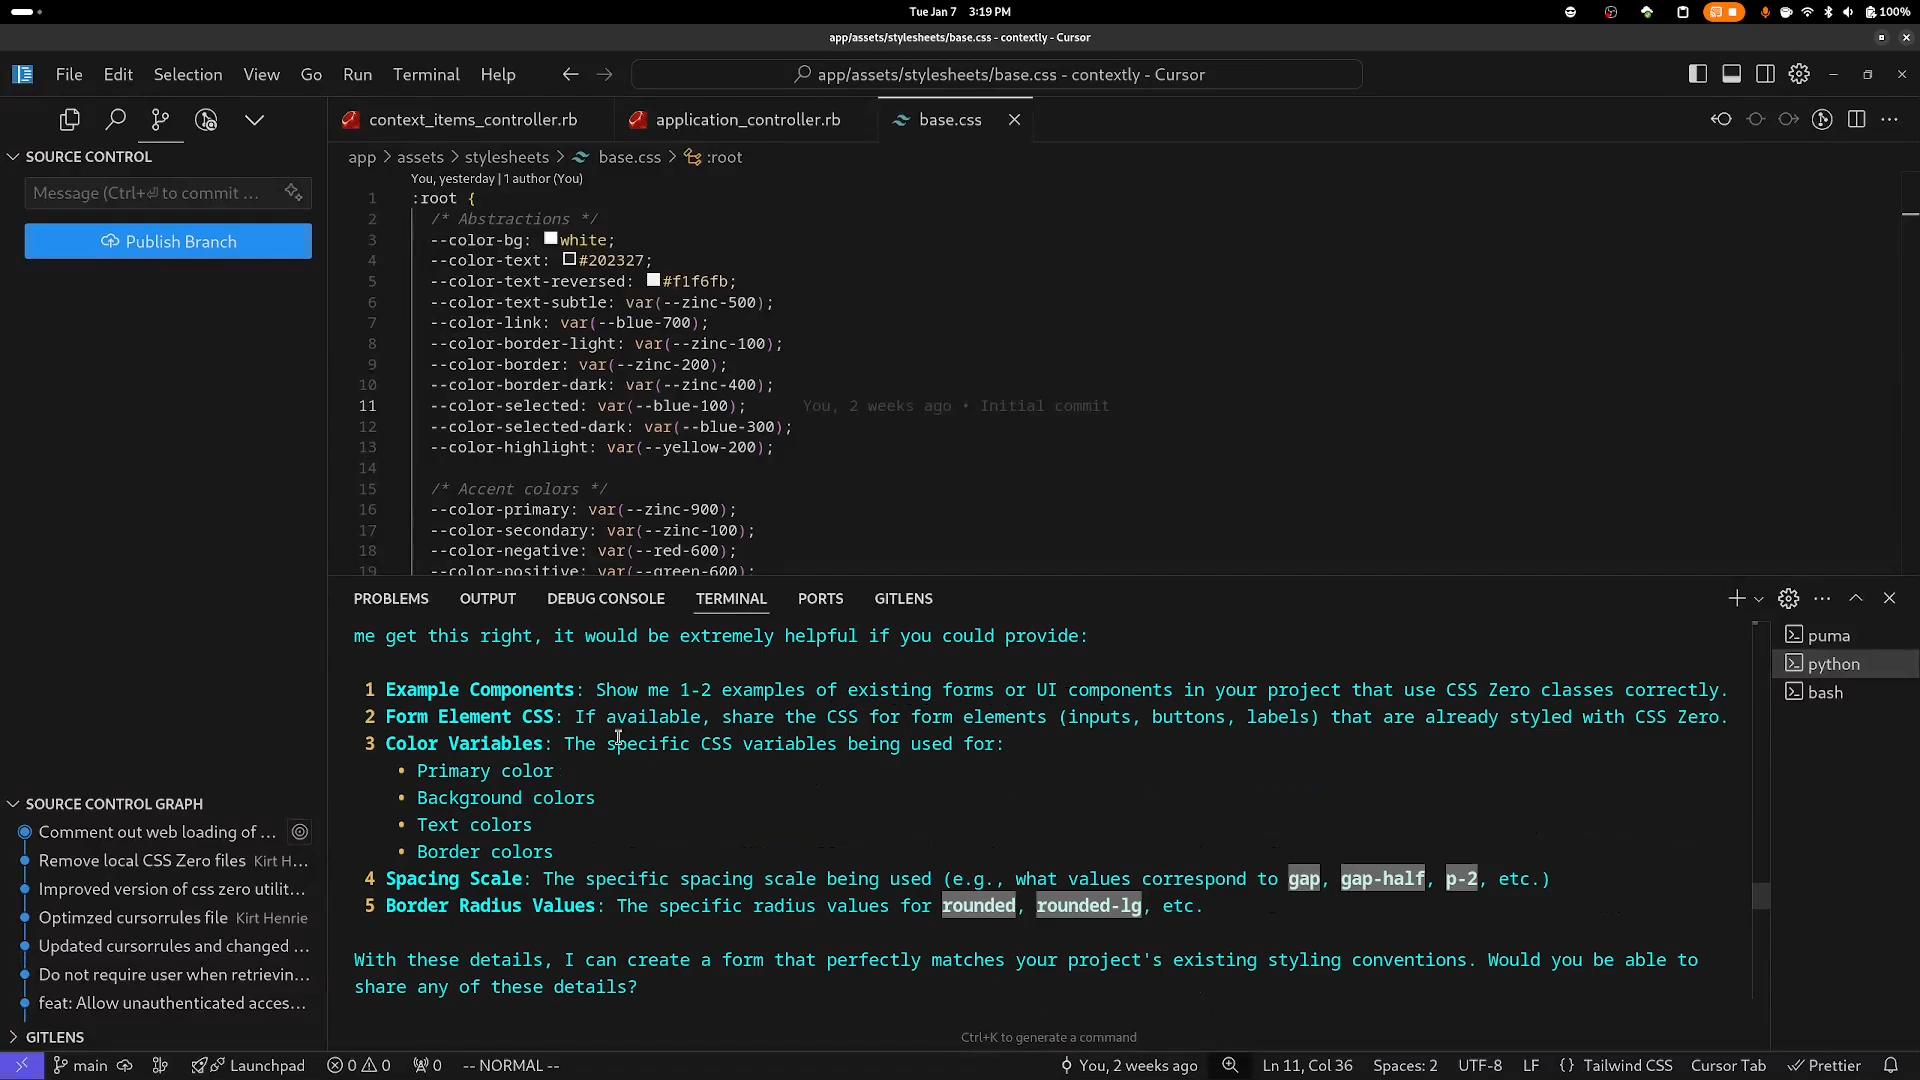 Tue Jan 7 3:19 PM
100%
app/assets/stylesheets/base.css - contextly - Cursor
File Edit Selection View Go Run Terminal Help
app/assets/stylesheets/base.css - contextly - Cursor
context_items_controller.rb
application_controller.rb
base.css
SOURCE CONTROL
Message (Ctrl+⏎ to commit ...
Publish Branch
app > assets > stylesheets > base.css > :root
You, yesterday | 1 author (You)
1 :root {
2 /* Abstractions */
3 --color-bg: white;
4 --color-text: #202327;
5 --color-text-reversed: #f1f6fb;
6 --color-text-subtle: var(--zinc-500);
7 --color-link: var(--blue-700);
8 --color-border-light: var(--zinc-100);
9 --color-border: var(--zinc-200);
10 --color-border-dark: var(--zinc-400);
11 --color-selected: var(--blue-100); You, 2 weeks ago • Initial commit
12 --color-selected-dark: var(--blue-300);
13 --color-highlight: var(--yellow-200);
14
15 /* Accent colors */
16 --color-primary: var(--zinc-900);
17 --color-secondary: var(--zinc-100);
18 --color-negative: var(--red-600);
19 --color-positive: var(--green-600);
PROBLEMS OUTPUT DEBUG CONSOLE TERMINAL PORTS GITLENS
me get this right, it would be extremely helpful if you could provide:
1 Example Components: Show me 1-2 examples of existing forms or UI components in your project that use CSS Zero classes correctly.
2 Form Element CSS: If available, share the CSS for form elements (inputs, buttons, labels) that are already styled with CSS Zero.
3 Color Variables: The specific CSS variables being used for:
• Primary color
• Background colors
• Text colors
• Border colors
4 Spacing Scale: The specific spacing scale being used (e.g., what values correspond to gap, gap-half, p-2, etc.)
5 Border Radius Values: The specific radius values for rounded, rounded-lg, etc.
With these details, I can create a form that perfectly matches your project's existing styling conventions. Would you be able to
share any of these details?
Ctrl+K to generate a command
puma
python
bash
SOURCE CONTROL GRAPH
Comment out web loading of ...
Remove local CSS Zero files Kirt H...
Improved version of css zero utilit...
Optimzed cursorrules file Kirt Henrie
Updated cursorrules and changed ...
Do not require user when retrievin...
feat: Allow unauthenticated acces...
GITLENS
main Launchpad 0 0 0 -- NORMAL -- You, 2 weeks ago Ln 11, Col 36 Spaces: 2 UTF-8 LF {} Tailwind CSS Cursor Tab Prettier